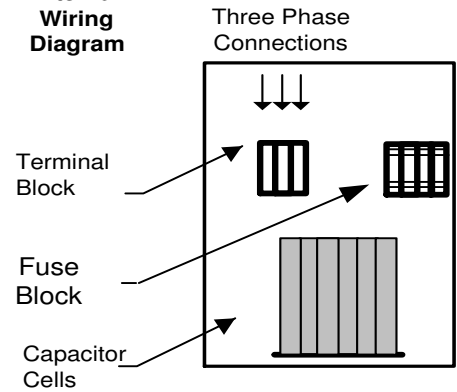 Wiring
Diagram
Three Phase
Connections
Terminal
Block
Fuse
Block
Capacitor
Cells